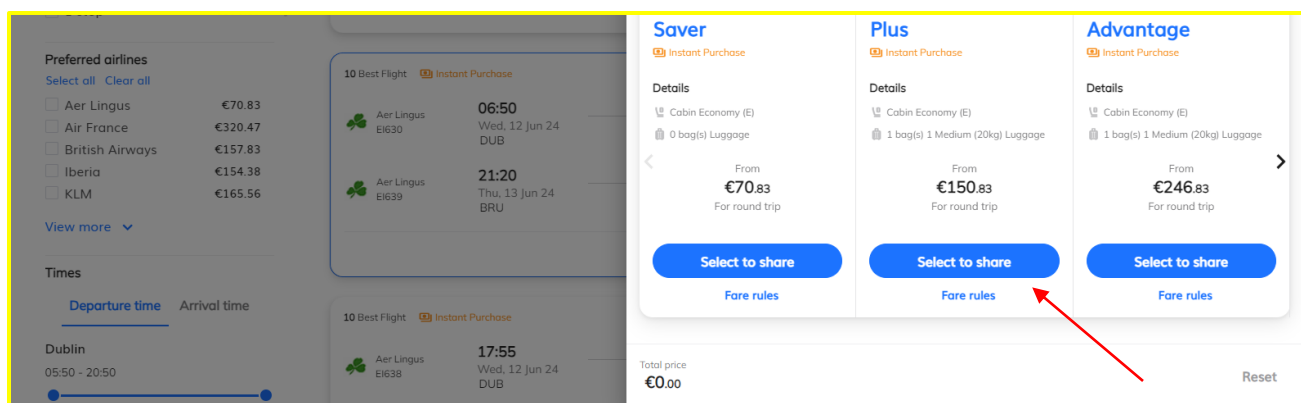 Preferred airlines
Select all Clear all
Aer Lingus €70.83
Air France €320.47
British Airways €157.83
Iberia €154.38
KLM €165.56
View more
Times
Departure time Arrival time
Dublin
05:50 - 20:50
10 Best Flight Instant Purchase
Aer Lingus
EI630
06:50
Wed, 12 Jun 24
DUB
Aer Lingus
EI639
21:20
Thu, 13 Jun 24
BRU
10 Best Flight Instant Purchase
Aer Lingus
EI638
17:55
Wed, 12 Jun 24
DUB
Saver
Instant Purchase
Details
Cabin Economy (E)
0 bag(s) Luggage
From
€70.83
For round trip
Select to share
Fare rules
Plus
Instant Purchase
Details
Cabin Economy (E)
1 bag(s) 1 Medium (20kg) Luggage
From
€150.83
For round trip
Select to share
Fare rules
Advantage
Instant Purchase
Details
Cabin Economy (E)
1 bag(s) 1 Medium (20kg) Luggage
From
€246.83
For round trip
Select to share
Fare rules
Total price
€0.00
Reset